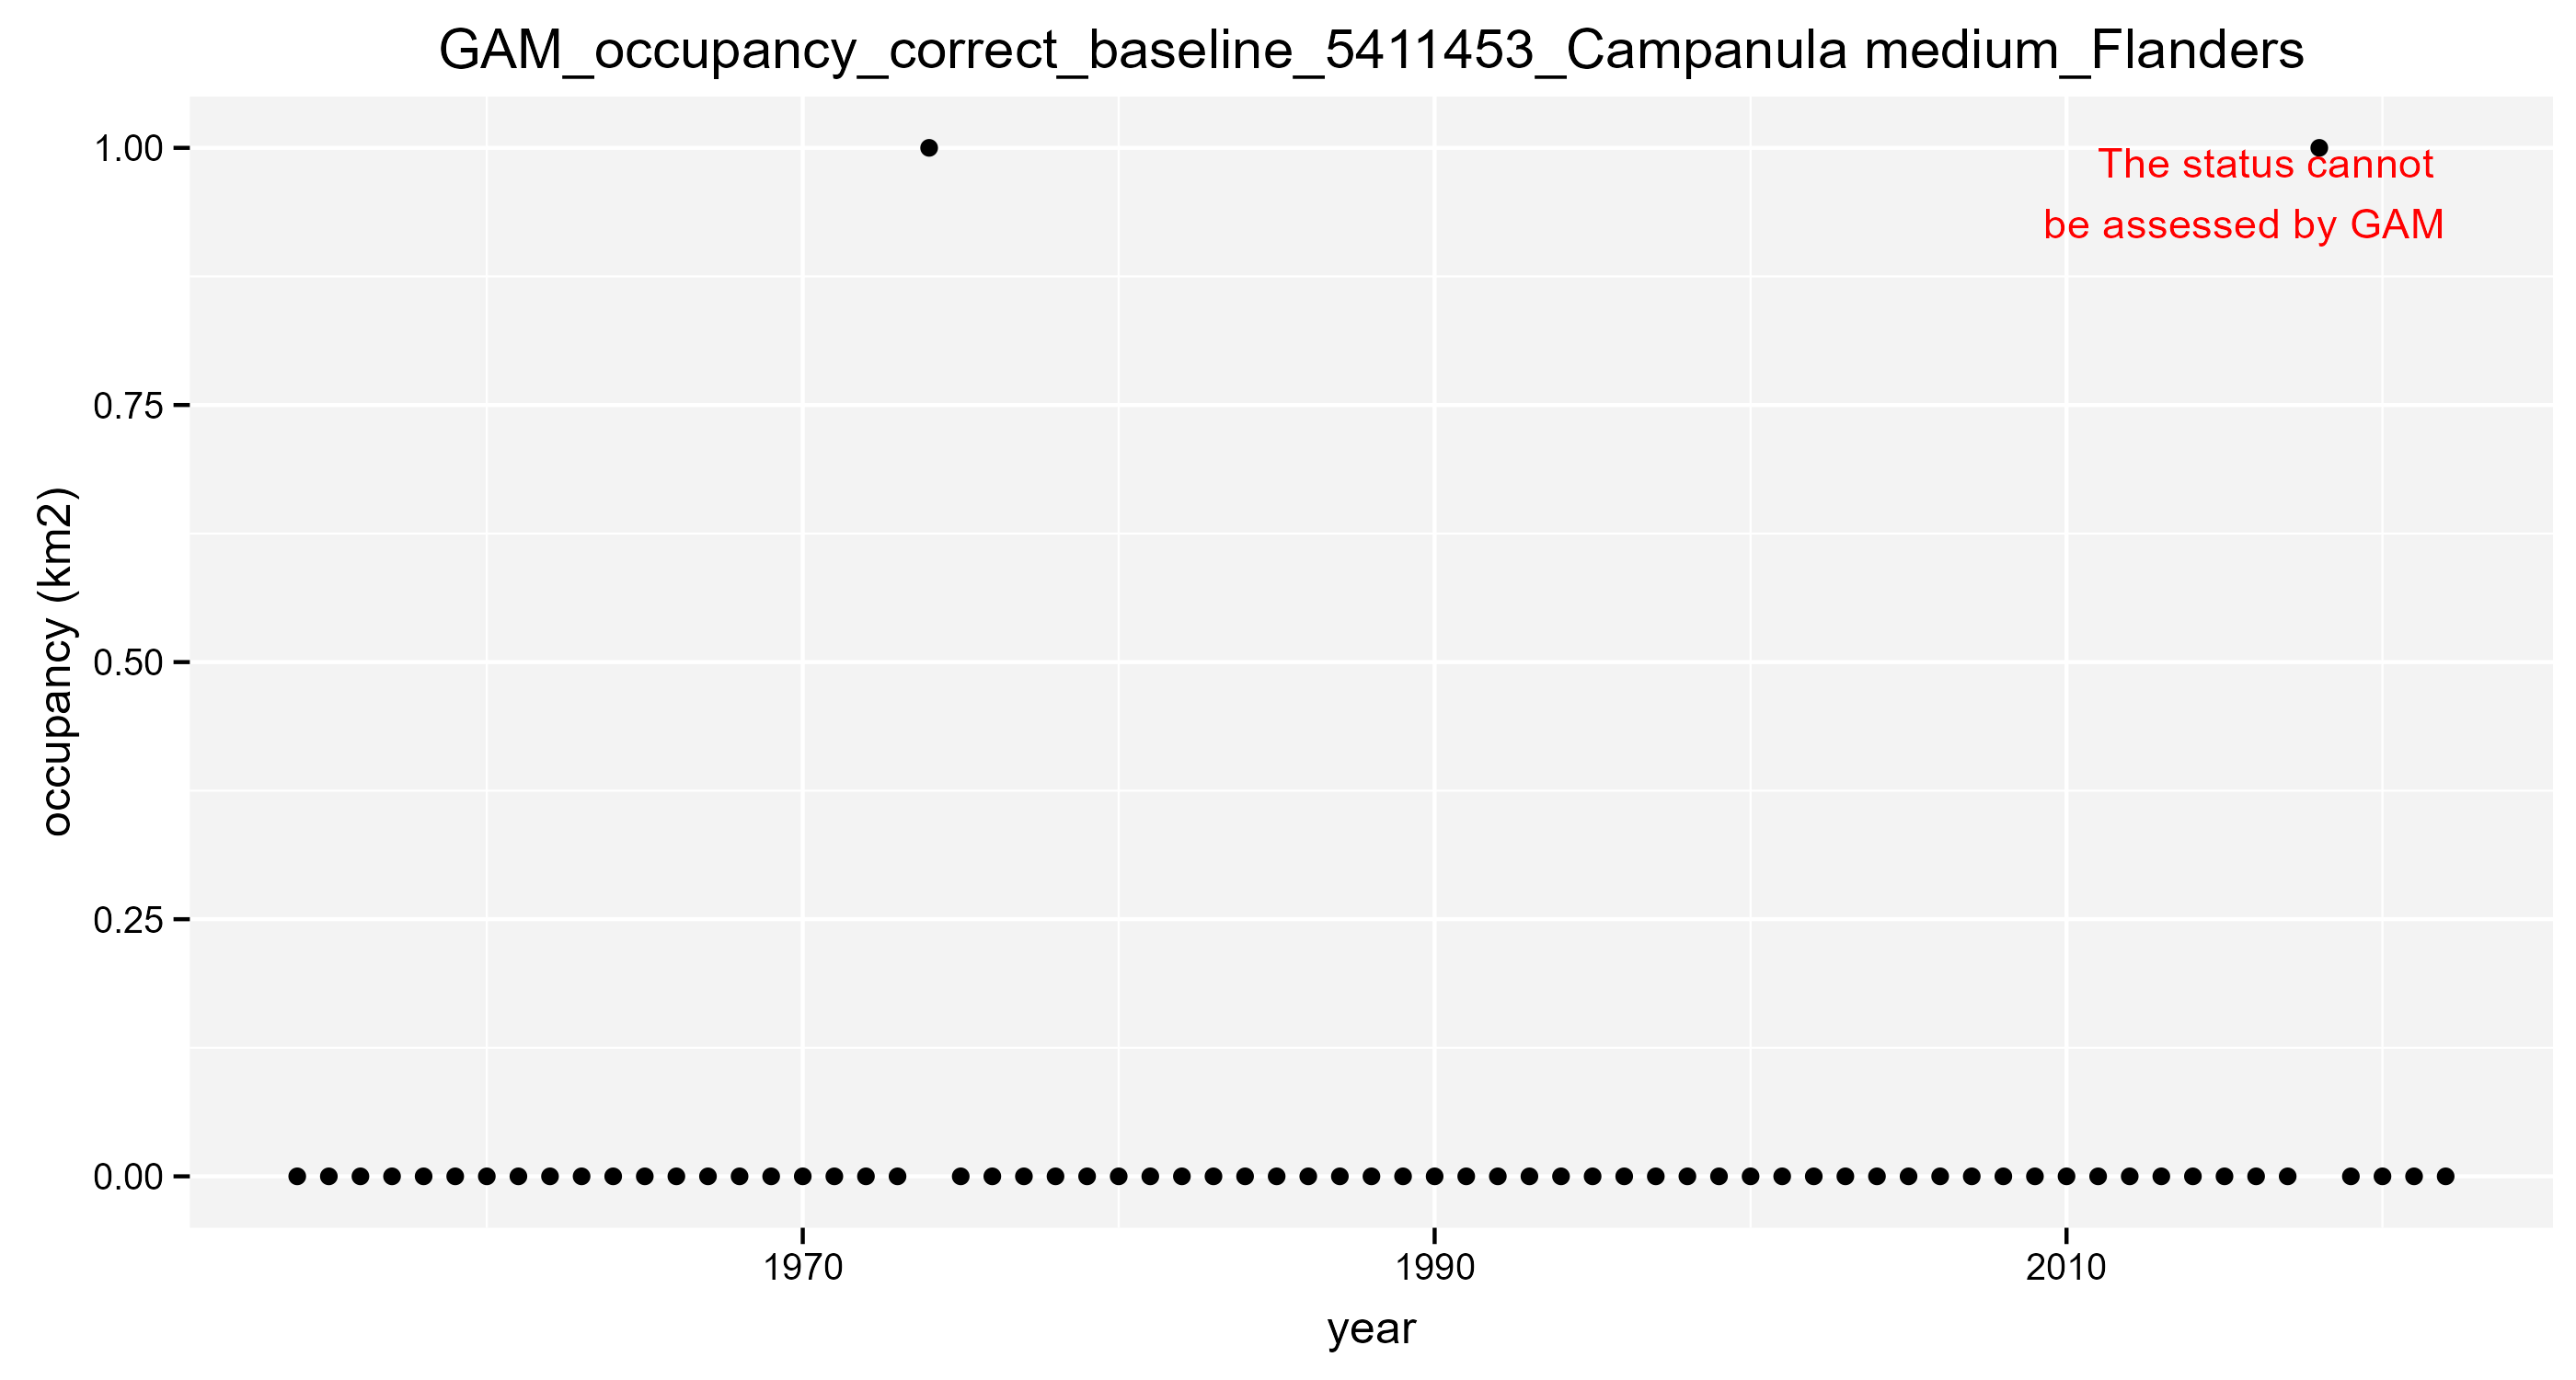 GAM_occupancy_correct_baseline_5411453_Campanula medium_Flanders
The status cannot
be assessed by GAM
occupancy (km2)
1.00
0.75
0.50
0.25
0.00
1970 1990 2010
year